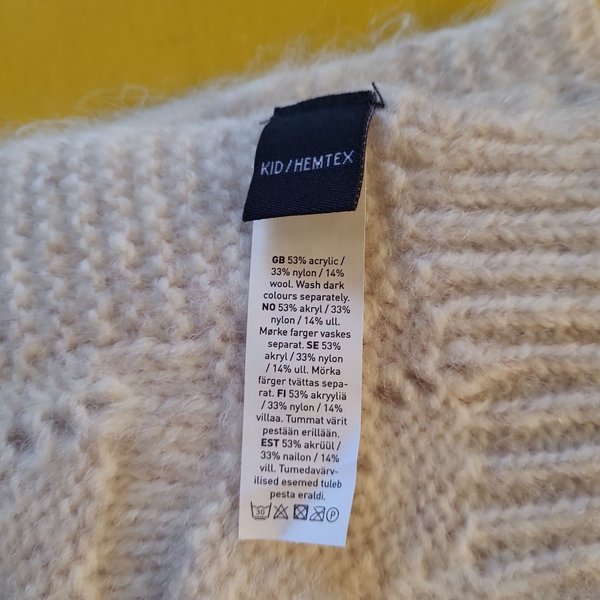 KID/HEMTEX
GB 53% acrylic /
33% nylon / 14%
wool. Wash dark
colours separately.
NO 53% akryl / 33%
nylon / 14% ull.
Mørke farger vaskes
separat. SE 53%
akryl / 33% nylon
/ 14% ull. Mörka
färger tvättas sepa-
rat. FI 53% akryyliä
/ 33% nylon / 14%
villaa. Tummat värit
pestään erillään.
EST 53% akrüül /
33% nailon / 14%
vill. Tumedavärv-
ilised esemed tuleb
pesta eraldi.
30 P